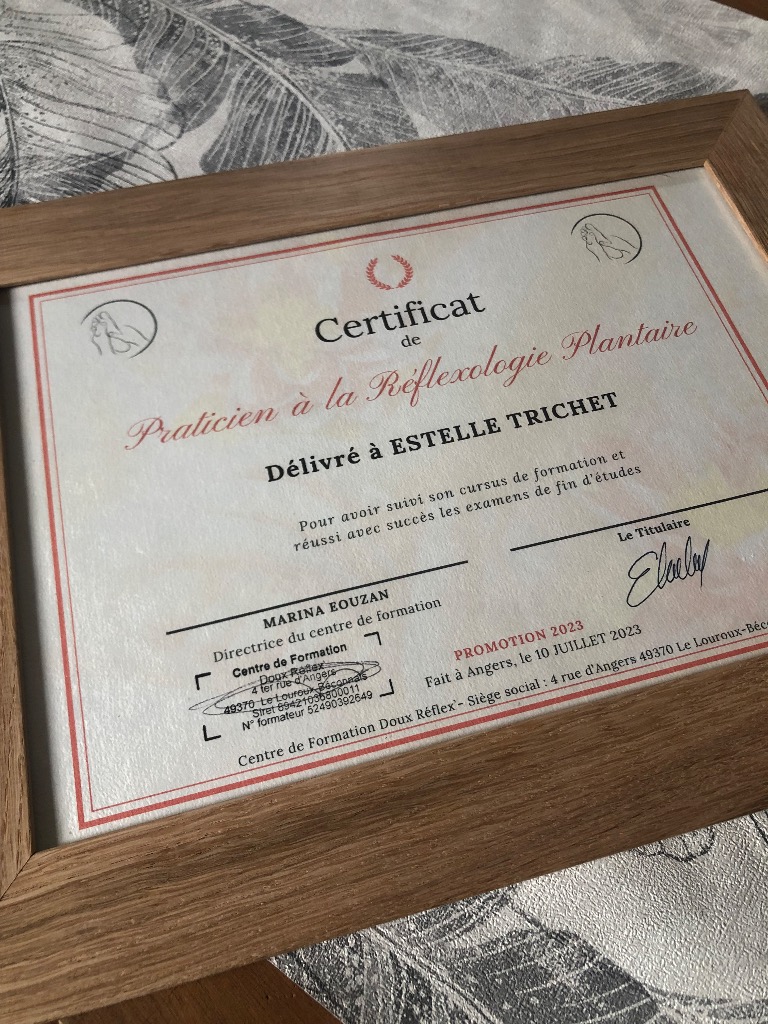 Certificat
de
Praticien à la Réflexologie Plantaire
Délivré à ESTELLE TRICHET
Pour avoir suivi son cursus de formation et
réussi avec succès les examens de fin d'études
MARINA EOUZAN
Directrice du centre de formation
Le Titulaire
Centre de Formation
Doux Réflex'
4 ter rue d'Angers
49370 Le Louroux Béconnais
Siret
N° formateur 52490392649
PROMOTION 2023
Fait à Angers, le 10 JUILLET 2023
Centre de Formation Doux Réflex' - Siège social : 4 rue d'Angers 49370 Le Louroux-Béco